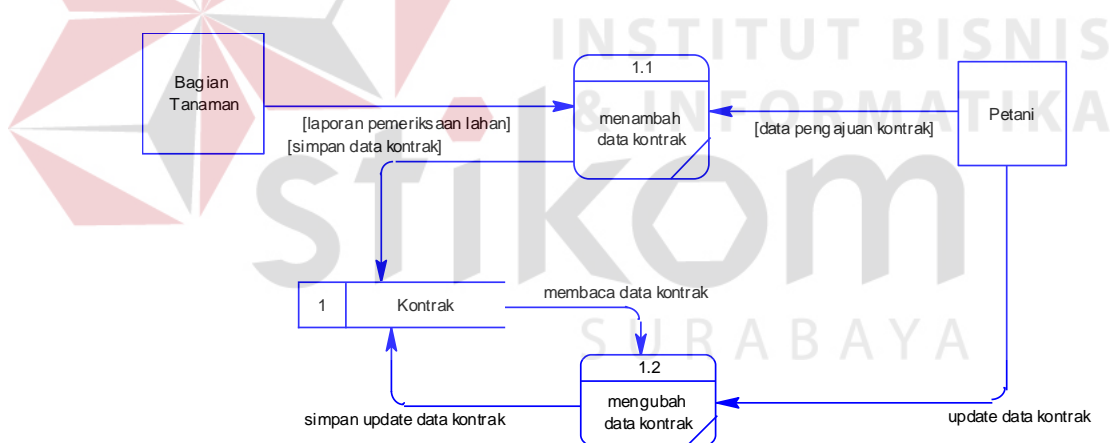 INSTITUT BISNIS
& INFORMATIKA
stikom
SURABAYA
Bagian
Tanaman
1.1
menambah
data kontrak
Petani
[laporan pemeriksaan lahan]
[data pengajuan kontrak]
[simpan data kontrak]
1
Kontrak
membaca data kontrak
1.2
mengubah
data kontrak
simpan update data kontrak
update data kontrak